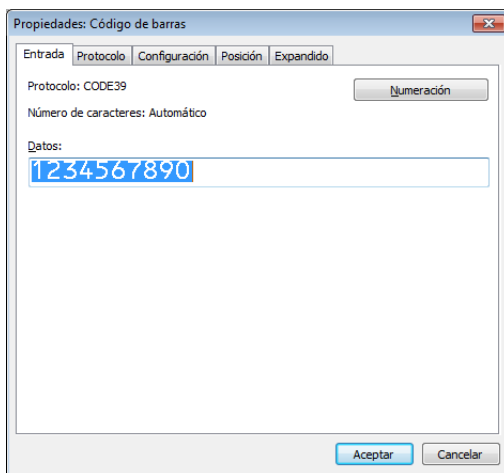 Propiedades: Código de barras
Entrada Protocolo Configuración Posición Expandido
Protocolo: CODE39 Numeración
Número de caracteres: Automático
Datos:
1234567890
Aceptar Cancelar